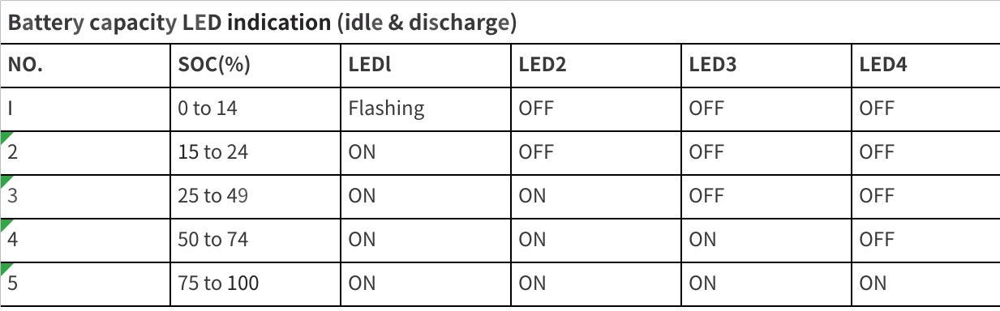 Battery capacity LED indication (idle & discharge)
NO. SOC(%) LEDl LED2 LED3 LED4
I 0 to 14 Flashing OFF OFF OFF
2 15 to 24 ON OFF OFF OFF
3 25 to 49 ON ON OFF OFF
4 50 to 74 ON ON ON OFF
5 75 to 100 ON ON ON ON